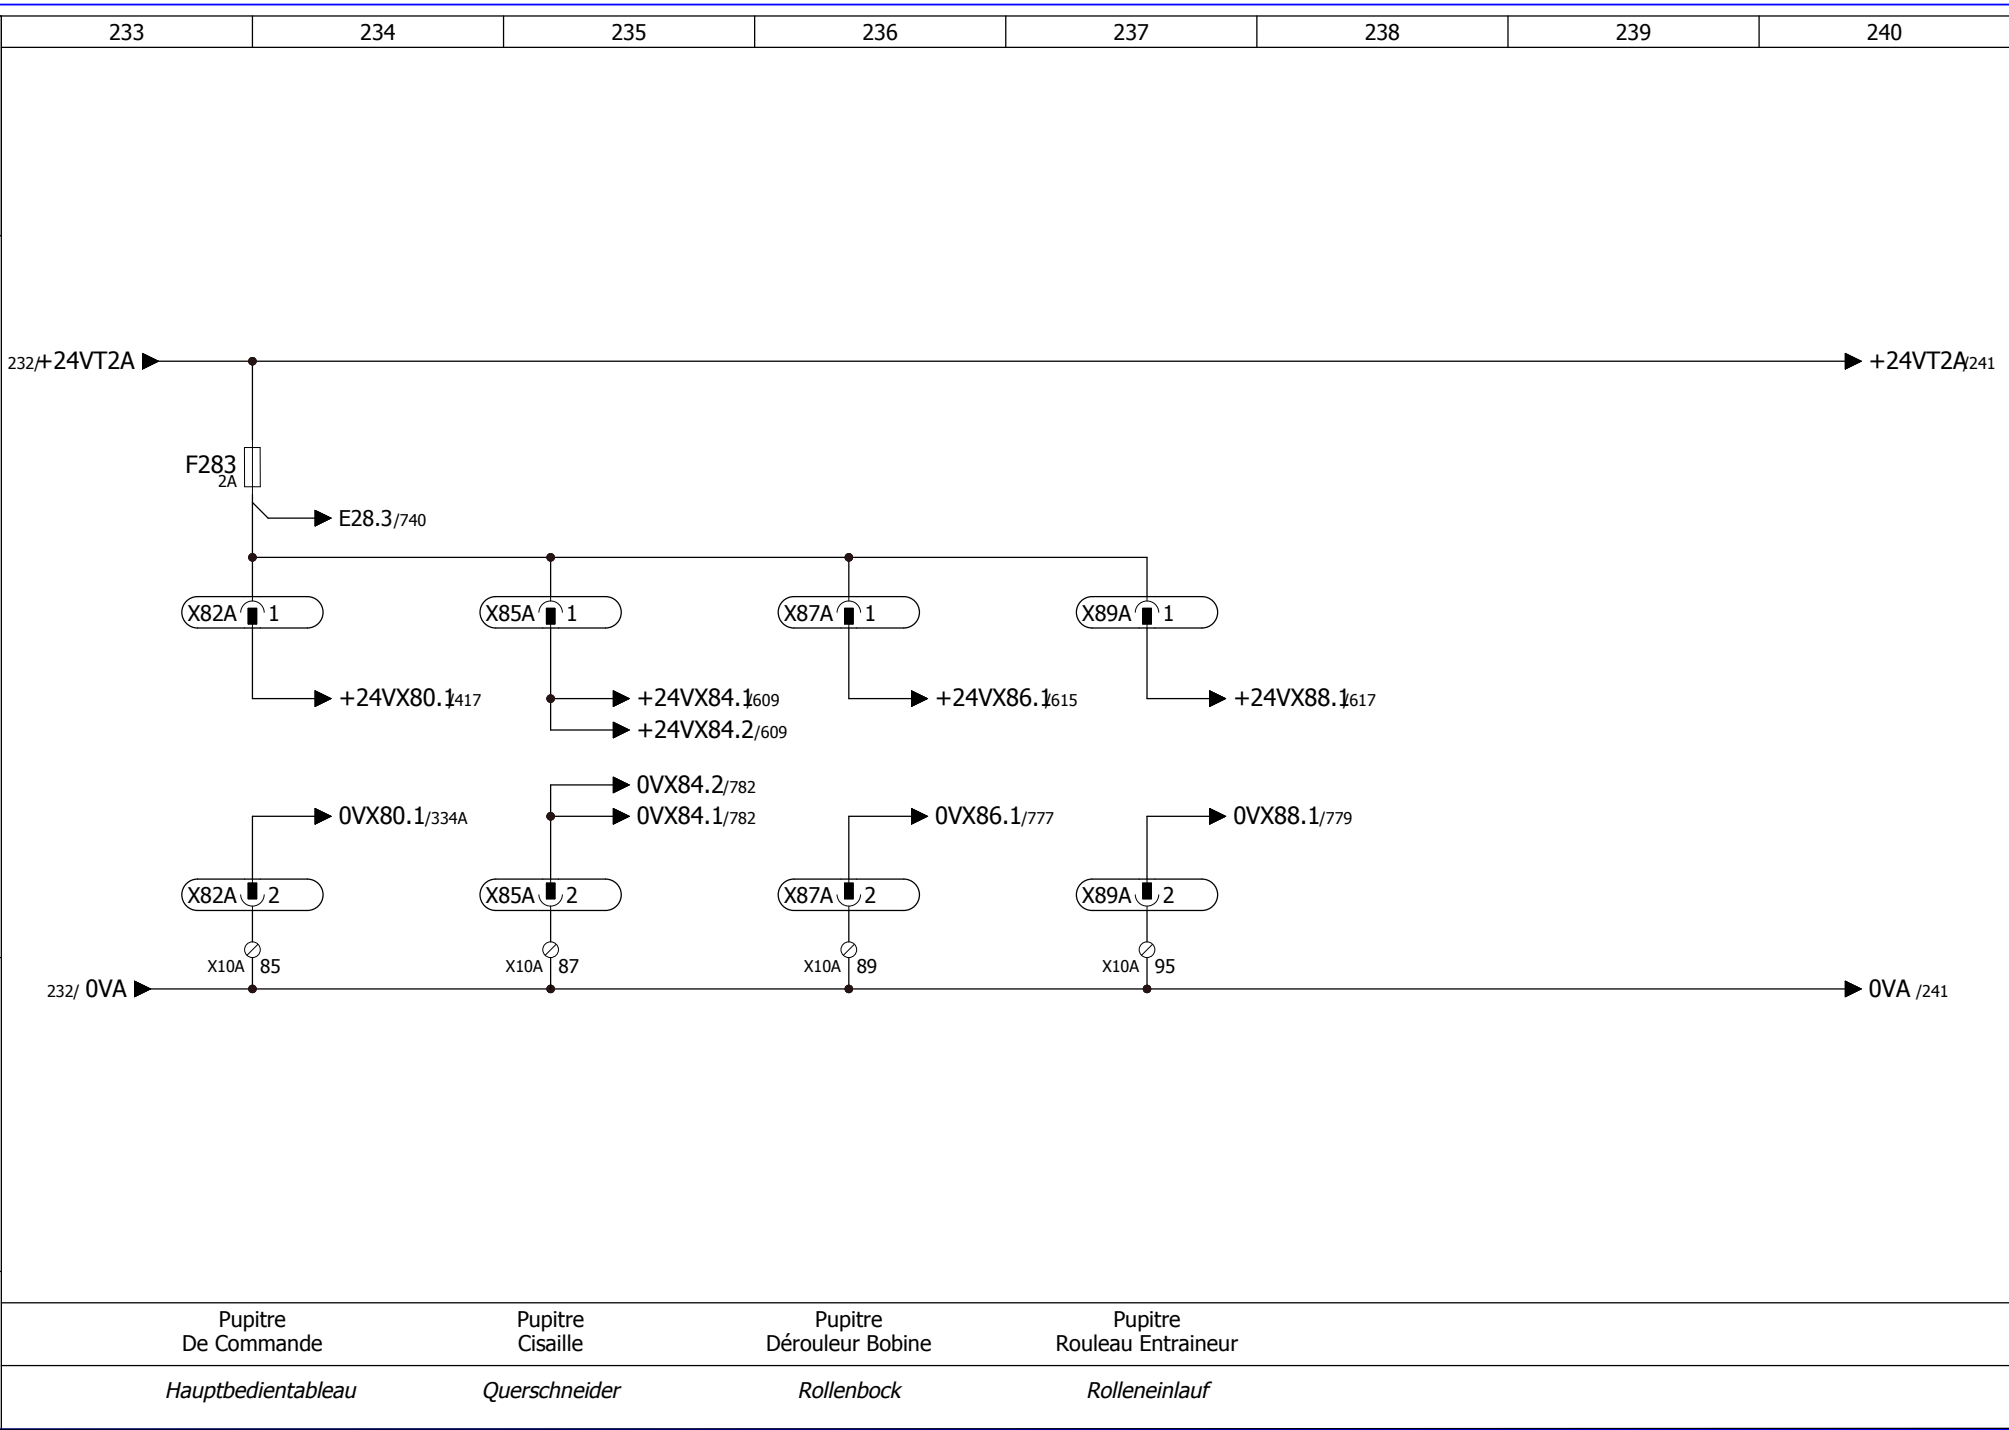 233 234 235 236 237 238 239 240
232/+24VT2A +24VT2A/241
F283
2A
E28.3/740
X82A 1 X85A 1 X87A 1 X89A 1
+24VX80.1/417 +24VX84.1/609 +24VX86.1/615 +24VX88.1/617
+24VX84.2/609
0VX84.2/782
0VX80.1/334A 0VX84.1/782 0VX86.1/777 0VX88.1/779
X82A 2 X85A 2 X87A 2 X89A 2
X10A 85 X10A 87 X10A 89 X10A 95
232/ 0VA 0VA /241
Pupitre Pupitre Pupitre Pupitre
De Commande Cisaille Dérouleur Bobine Rouleau Entraineur
Hauptbedientableau Querschneider Rollenbock Rolleneinlauf